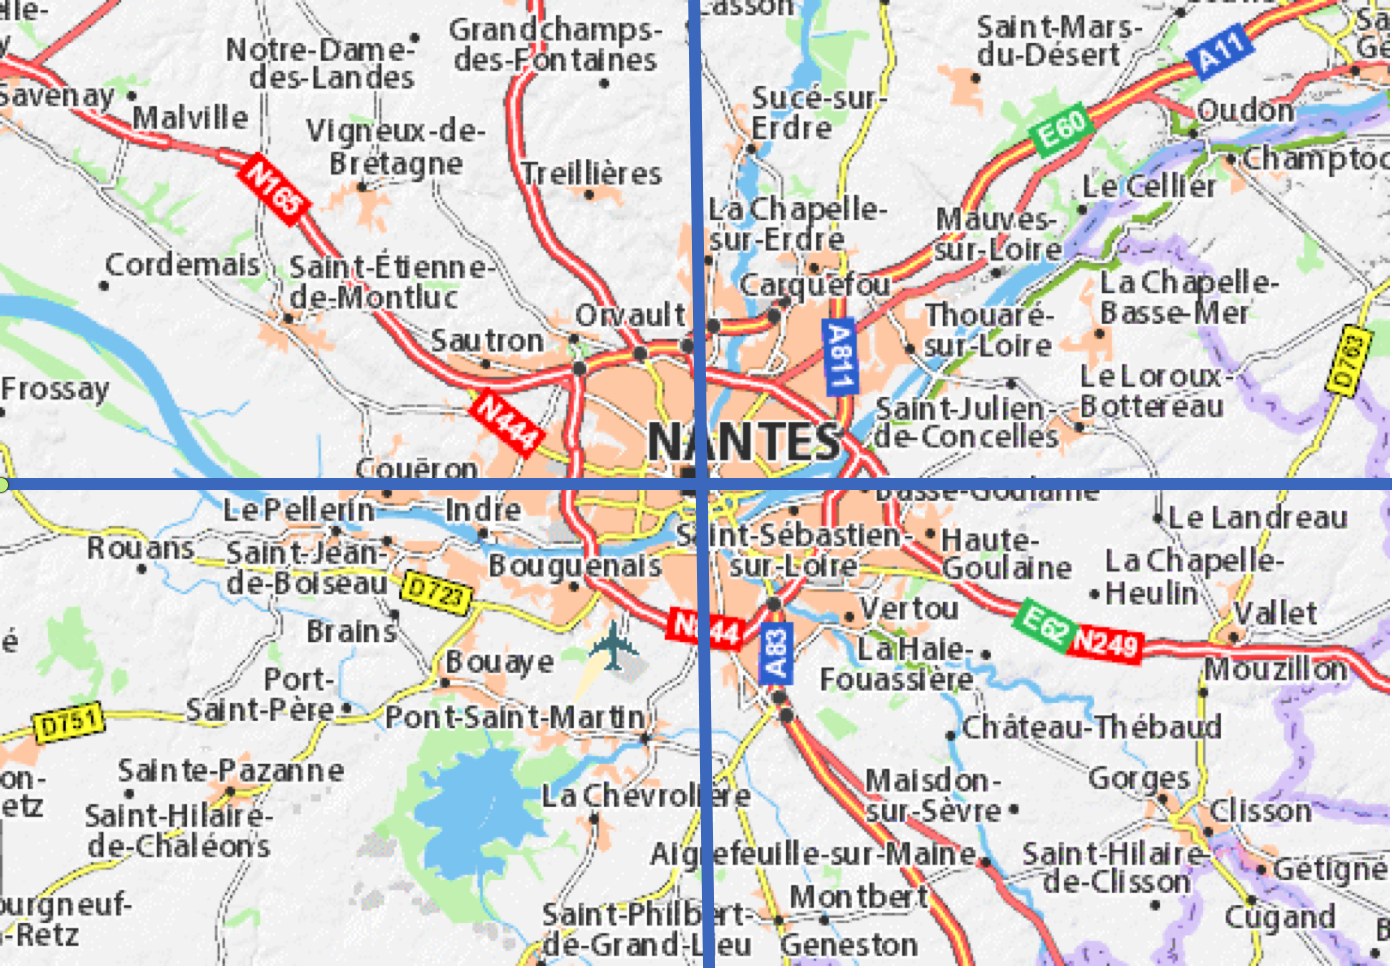 Grandchamps-
des-Fontaines
Saint-Mars-
du-Désert
A11
Notre-Dame-
des-Landes
Savenay
Malville
Sucé-sur-
Erdre
Oudon
E60
Vigneux-de-
Bretagne
Treillières
Le Cellier
N165
La Chapelle-
sur-Erdre
Mauves-
sur-Loire
Cordemais
Saint-Étienne-
de-Montluc
Carquefou
La Chapelle-
Basse-Mer
Orvault
Thouaré-
sur-Loire
Sautron
A811
D763
Frossay
Le Loroux-
Bottereau
N444
Saint-Julien-
de-Concelles
NANTES
Couëron
Basse-Goulaine
Le Pellerin
Indre
Le Landreau
Rouans
Saint-Jean-
de-Boiseau
Saint-Sébastien-
sur-Loire
Haute-
Goulaine
Bouguenais
La Chapelle-
Heulin
D723
Vertou
Vallet
Brains
N844
E62
N249
A83
La Haie-
Fouassière
Mouzillon
Bouaye
Port-
Saint-Père
Pont-Saint-Martin
D751
Château-Thébaud
Sainte-Pazanne
Maisdon-
sur-Sèvre
Gorges
La Chevrolière
Clisson
Saint-Hilaire-
de-Chaléons
Aigrefeuille-sur-Maine
Saint-Hilaire-
de-Clisson
Gétigné
Montbert
Cugand
Saint-Philbert-
de-Grand-Lieu
Geneston